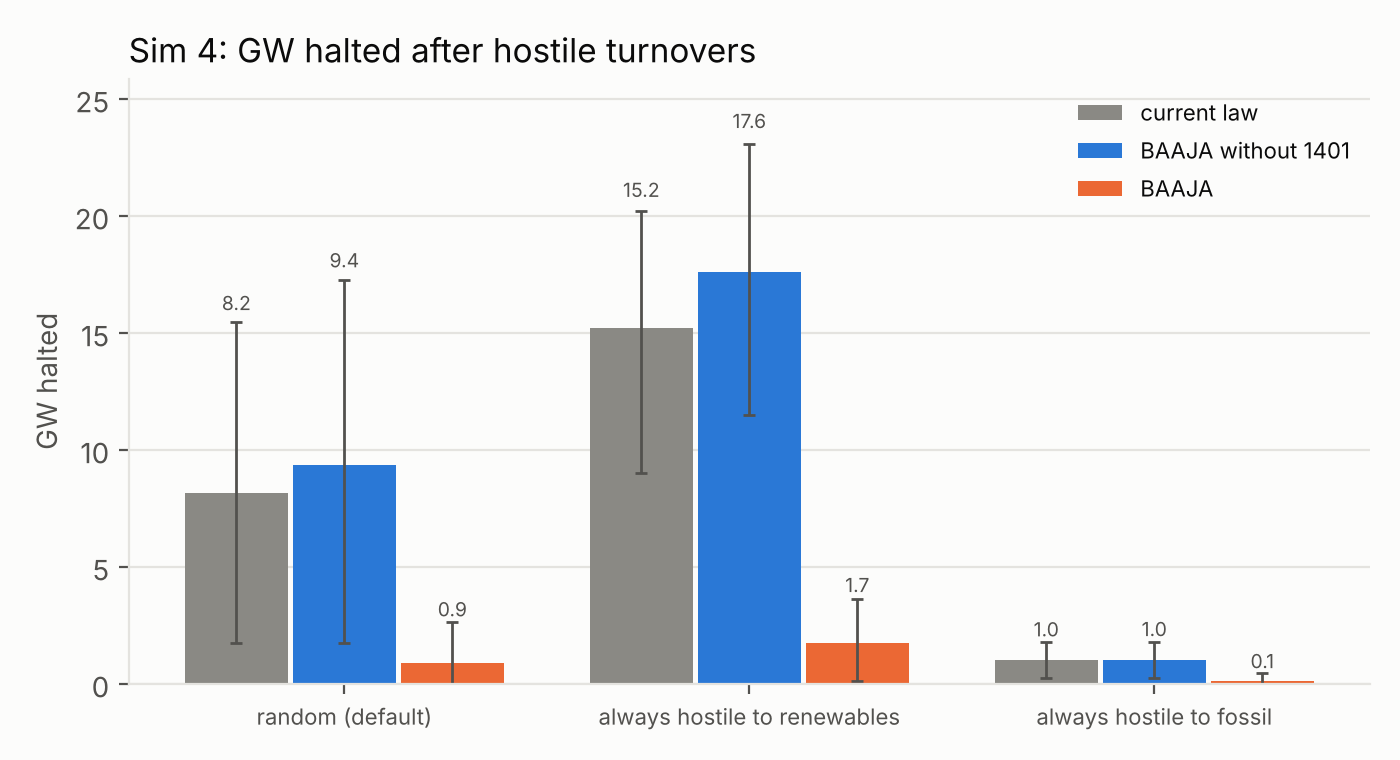 Sim 4: GW halted after hostile turnovers
25
20
15
10
5
0
GW halted
current law
BAAJA without 1401
BAAJA
8.2
9.4
0.9
15.2
17.6
1.7
1.0
1.0
0.1
random (default)
always hostile to renewables
always hostile to fossil